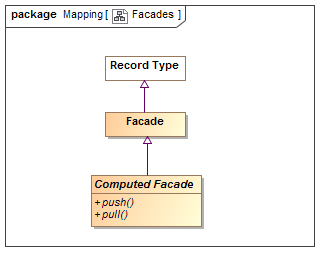 package Mapping [ Facades ]
Record Type
Facade
Computed Facade
+push()
+pull()